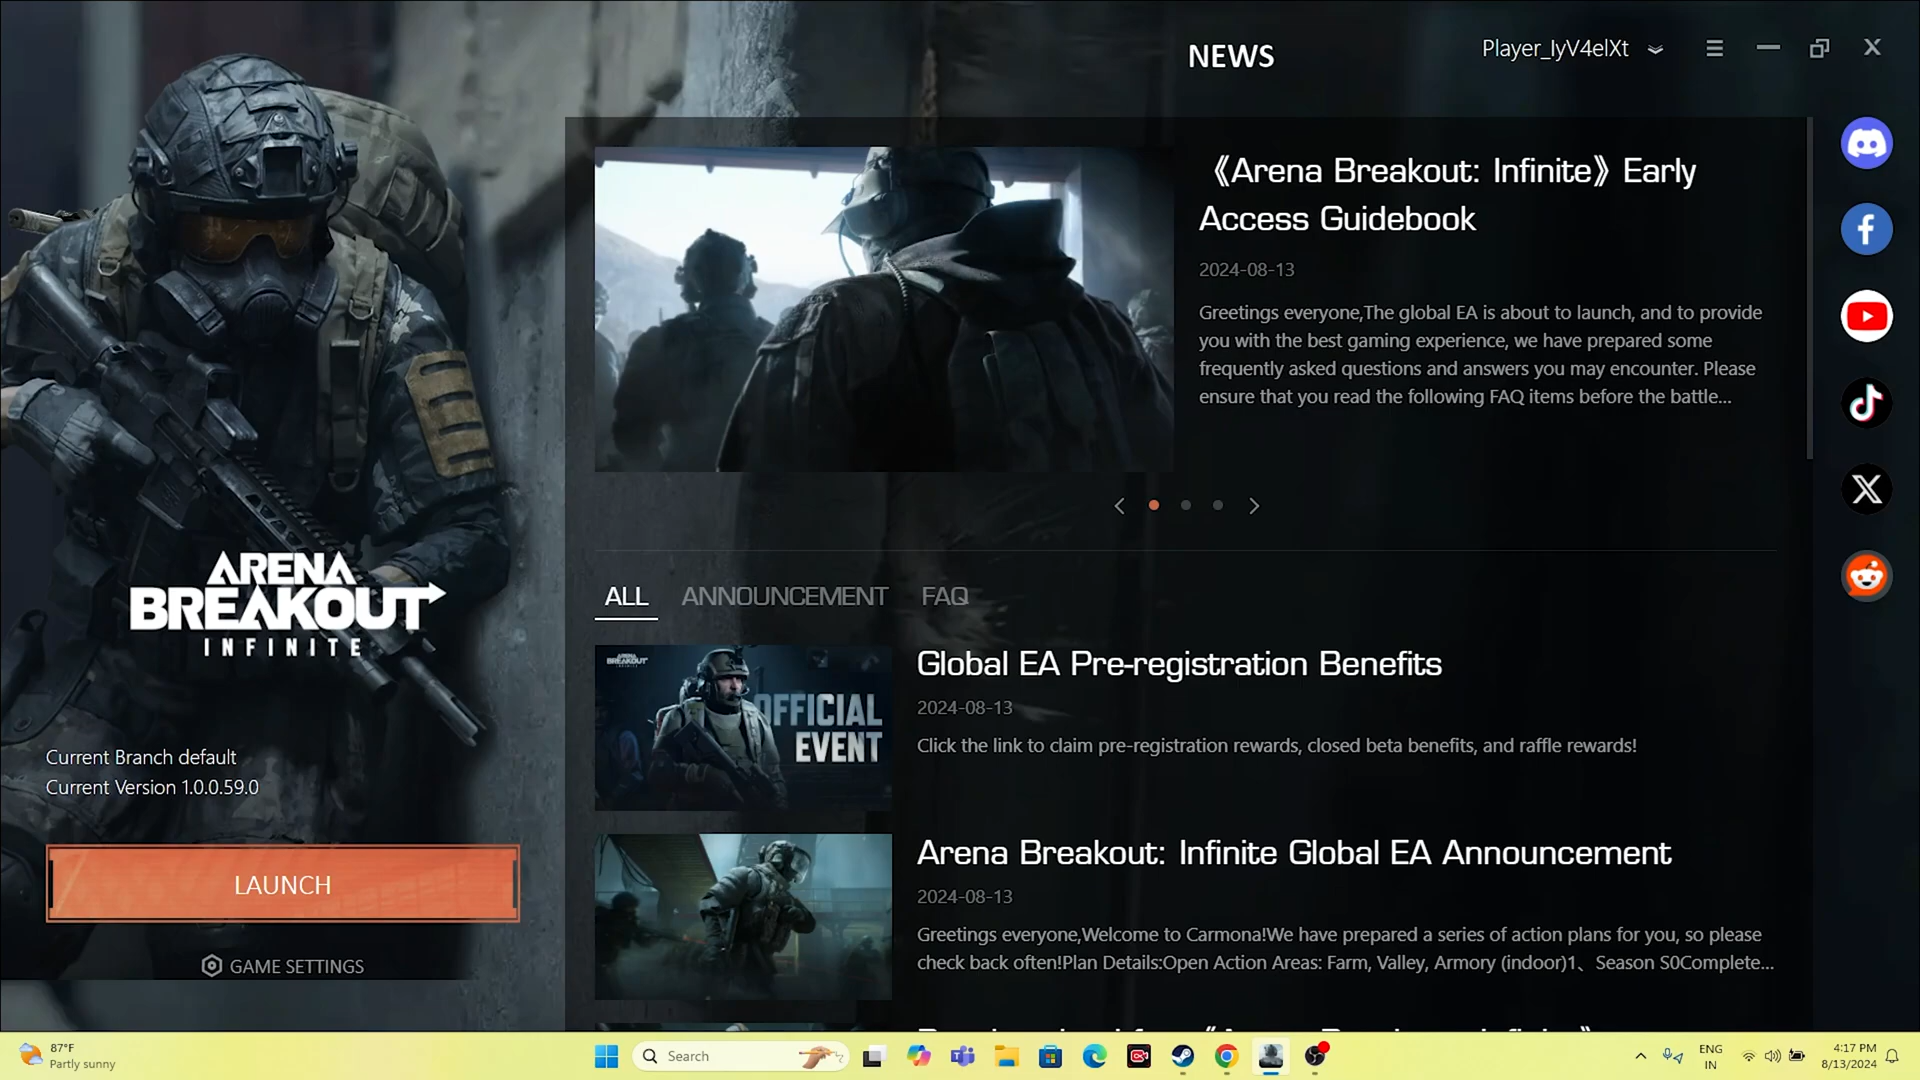 NEWS
Player_lyV4elXt
《Arena Breakout: Infinite》Early
Access Guidebook
2024-08-13
Greetings everyone,The global EA is about to launch, and to provide
you with the best gaming experience, we have prepared some
frequently asked questions and answers you may encounter. Please
ensure that you read the following FAQ items before the battle...
ARENA
BREAKOUT
INFINITE
ALL
ANNOUNCEMENT
FAQ
ARENA
BREAKOUT
OFFICIAL
EVENT
Global EA Pre-registration Benefits
2024-08-13
Click the link to claim pre-registration rewards, closed beta benefits, and raffle rewards!
Current Branch default
Current Version 1.0.0.59.0
LAUNCH
GAME SETTINGS
Arena Breakout: Infinite Global EA Announcement
2024-08-13
Greetings everyone,Welcome to Carmona!We have prepared a series of action plans for you, so please
check back often!Plan Details:Open Action Areas: Farm, Valley, Armory (indoor)1、Season S0Complete...
87°F
Partly sunny
Search
ENG
IN
4:17 PM
8/13/2024